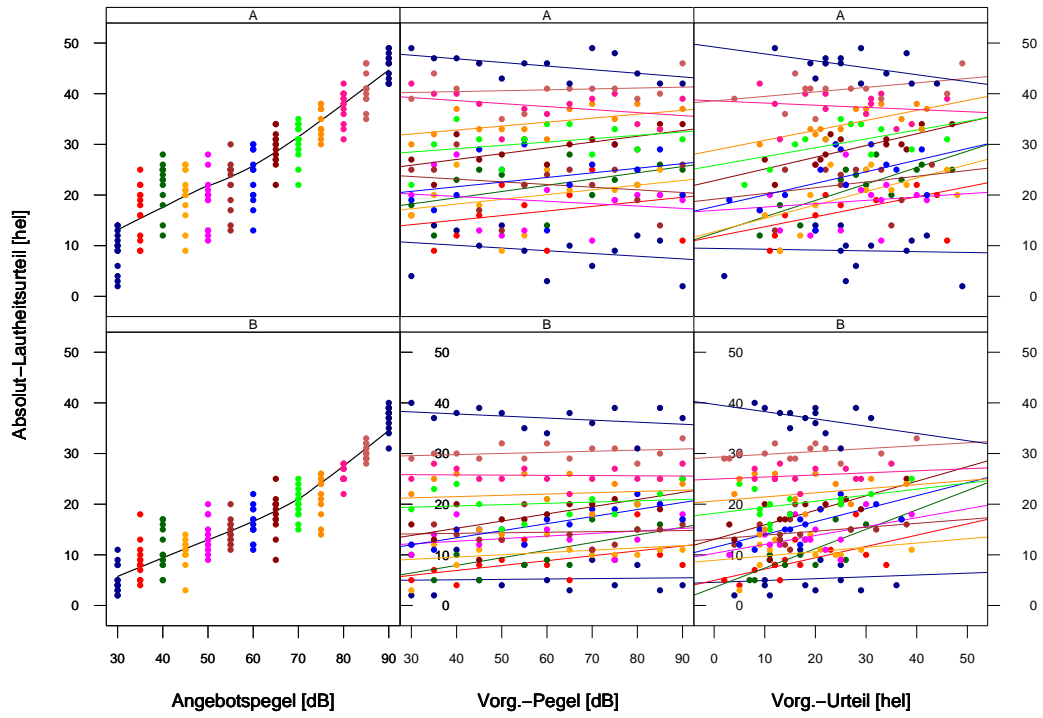 A A A
50 50
40 40
30 30
20 20
10 10
0 0
B B B
50 50 50 50
40 40 40 40
30 30 30 30
20 20 20 20
10 10 10 10
0 0 0 0
30 40 50 60 70 80 90 30 40 50 60 70 80 90 0 10 20 30 40 50
Angebotspegel [dB] Vorg.−Pegel [dB] Vorg.−Urteil [hel]
Absolut−Lautheitsurteil [hel]